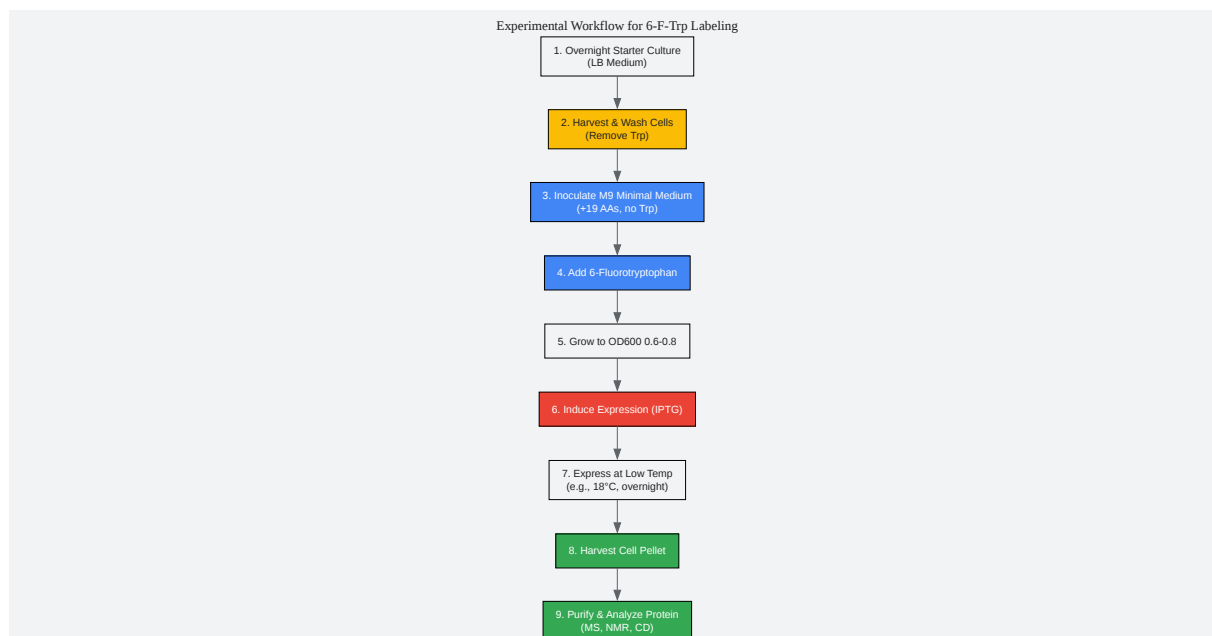 Experimental Workflow for 6-F-Trp Labeling
1. Overnight Starter Culture
(LB Medium)
2. Harvest & Wash Cells
(Remove Trp)
3. Inoculate M9 Minimal Medium
(+19 AAs, no Trp)
4. Add 6-Fluorotryptophan
5. Grow to OD600 0.6-0.8
6. Induce Expression (IPTG)
7. Express at Low Temp
(e.g., 18°C, overnight)
8. Harvest Cell Pellet
9. Purify & Analyze Protein
(MS, NMR, CD)